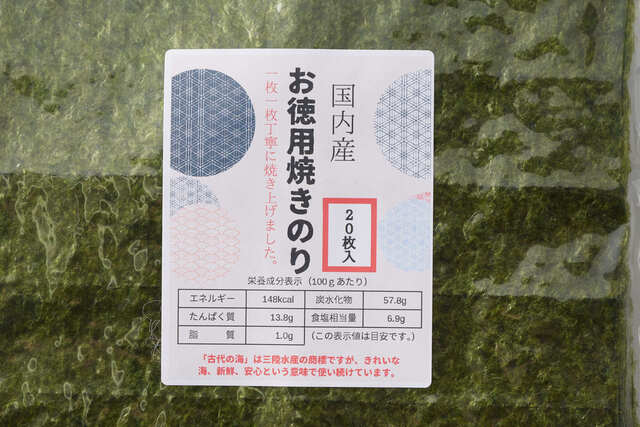 国内産
お徳用焼きのり
一枚一枚丁寧に焼き上げました。
20枚入
栄養成分表示(100gあたり)
エネルギー 148kcal 炭水化物 57.8g
たんぱく質 13.8g 食塩相当量 6.9g
脂 質 1.0g (この表示値は目安です。)
「古代の海」は三陸水産の商標ですが、きれいな
海、新鮮、安心という意味で使い続けています。